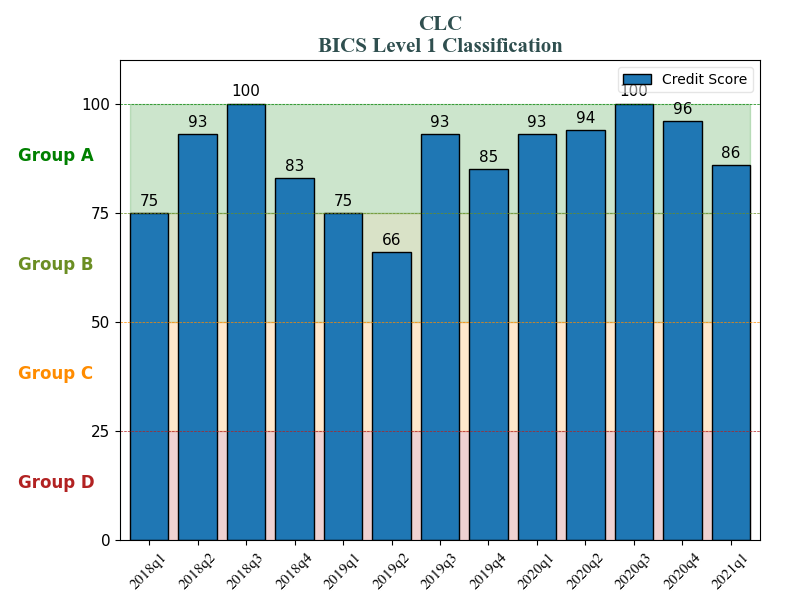 CLC
BICS Level 1 Classification
Credit Score
100
75
50
25
0
Group A
Group B
Group C
Group D
75
93
100
83
75
66
93
85
93
94
100
96
86
2018q1
2018q2
2018q3
2018q4
2019q1
2019q2
2019q3
2019q4
2020q1
2020q2
2020q3
2020q4
2021q1